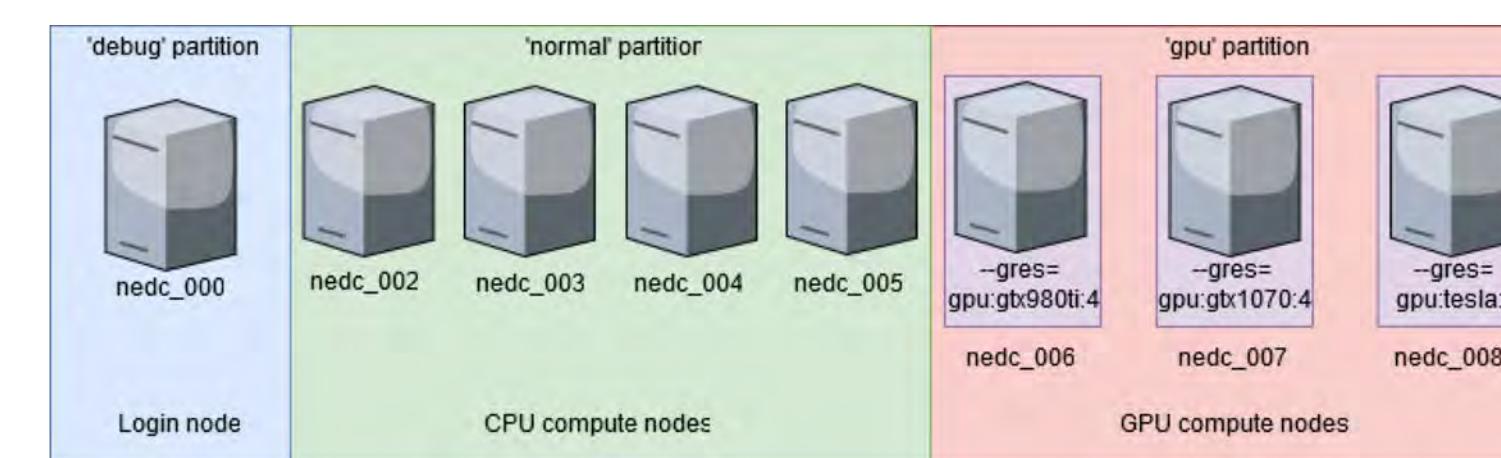 'debug' partition
'normal' partition
'gpu' partition
nedc_000
nedc_002
nedc_003
nedc_004
nedc_005
--gres=
gpu:gtx980ti:4
nedc_006
--gres=
gpu:gtx1070:4
nedc_007
--gres=
gpu:tesla:
nedc_008
Login node
CPU compute nodes
GPU compute nodes